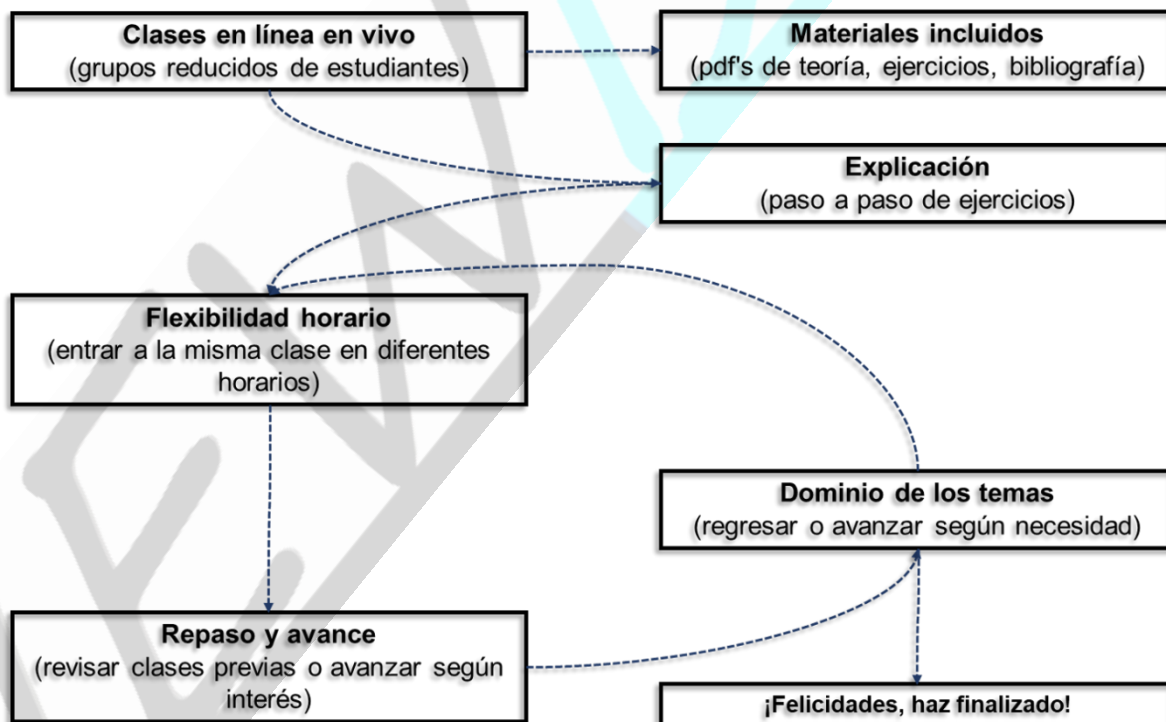 Clases en línea en vivo
(grupos reducidos de estudiantes)
Materiales incluidos
(pdf's de teoría, ejercicios, bibliografía)
Explicación
(paso a paso de ejercicios)
Flexibilidad horario
(entrar a la misma clase en diferentes
horarios)
Dominio de los temas
(regresar o avanzar según necesidad)
Repaso y avance
(revisar clases previas o avanzar según
interés)
¡Felicidades, haz finalizado!